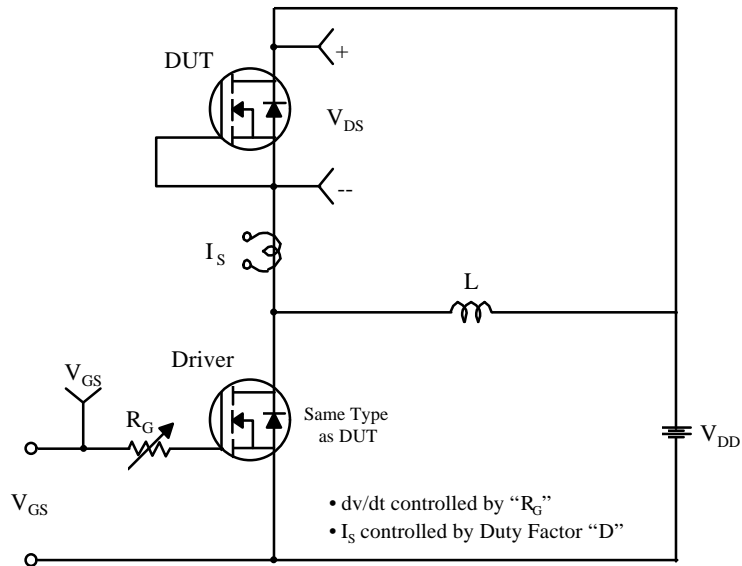 DUT
+
V_DS
--
I_S
L
Driver
V_GS
R_G
Same Type
as DUT
V_DD
V_GS
• dv/dt controlled by “R_G”
• I_S controlled by Duty Factor “D”